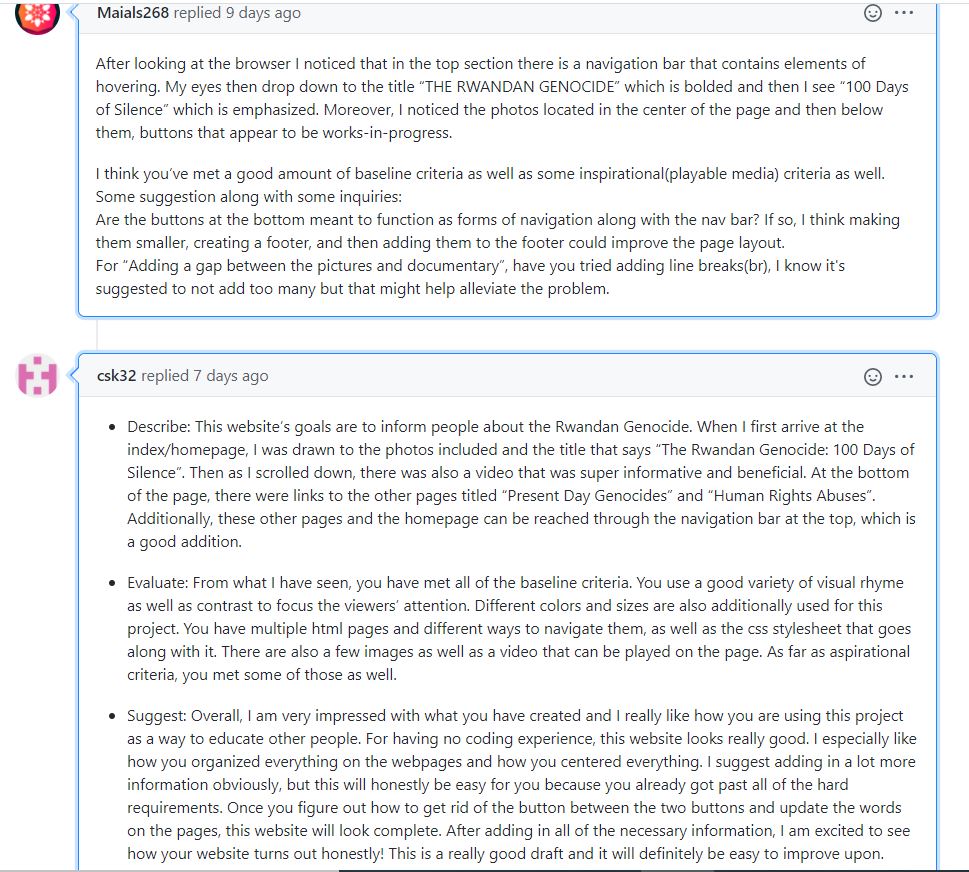 Maials268 replied 9 days ago
After looking at the browser I noticed that in the top section there is a navigation bar that contains elements of
hovering. My eyes then drop down to the title “THE RWANDAN GENOCIDE” which is bolded and then I see “100 Days
of Silence” which is emphasized. Moreover, I noticed the photos located in the center of the page and then below
them, buttons that appear to be works-in-progress.
I think you’ve met a good amount of baseline criteria as well as some inspirational(playable media) criteria as well.
Some suggestion along with some inquiries:
Are the buttons at the bottom meant to function as forms of navigation along with the nav bar? If so, I think making
them smaller, creating a footer, and then adding them to the footer could improve the page layout.
For “Adding a gap between the pictures and documentary”, have you tried adding line breaks(br), I know it's
suggested to not add too many but that might help alleviate the problem.
csk32 replied 7 days ago
• Describe: This website’s goals are to inform people about the Rwandan Genocide. When I first arrive at the
index/homepage, I was drawn to the photos included and the title that says “The Rwandan Genocide: 100 Days of
Silence”. Then as I scrolled down, there was also a video that was super informative and beneficial. At the bottom
of the page, there were links to the other pages titled “Present Day Genocides” and “Human Rights Abuses”.
Additionally, these other pages and the homepage can be reached through the navigation bar at the top, which is
a good addition.
• Evaluate: From what I have seen, you have met all of the baseline criteria. You use a good variety of visual rhyme
as well as contrast to focus the viewers’ attention. Different colors and sizes are also additionally used for this
project. You have multiple html pages and different ways to navigate them, as well as the css stylesheet that goes
along with it. There are also a few images as well as a video that can be played on the page. As far as aspirational
criteria, you met some of those as well.
• Suggest: Overall, I am very impressed with what you have created and I really like how you are using this project
as a way to educate other people. For having no coding experience, this website looks really good. I especially like
how you organized everything on the webpages and how you centered everything. I suggest adding in a lot more
information obviously, but this will honestly be easy for you because you already got past all of the hard
requirements. Once you figure out how to get rid of the button between the two buttons and update the words
on the pages, this website will look complete. After adding in all of the necessary information, I am excited to see
how your website turns out honestly! This is a really good draft and it will definitely be easy to improve upon.